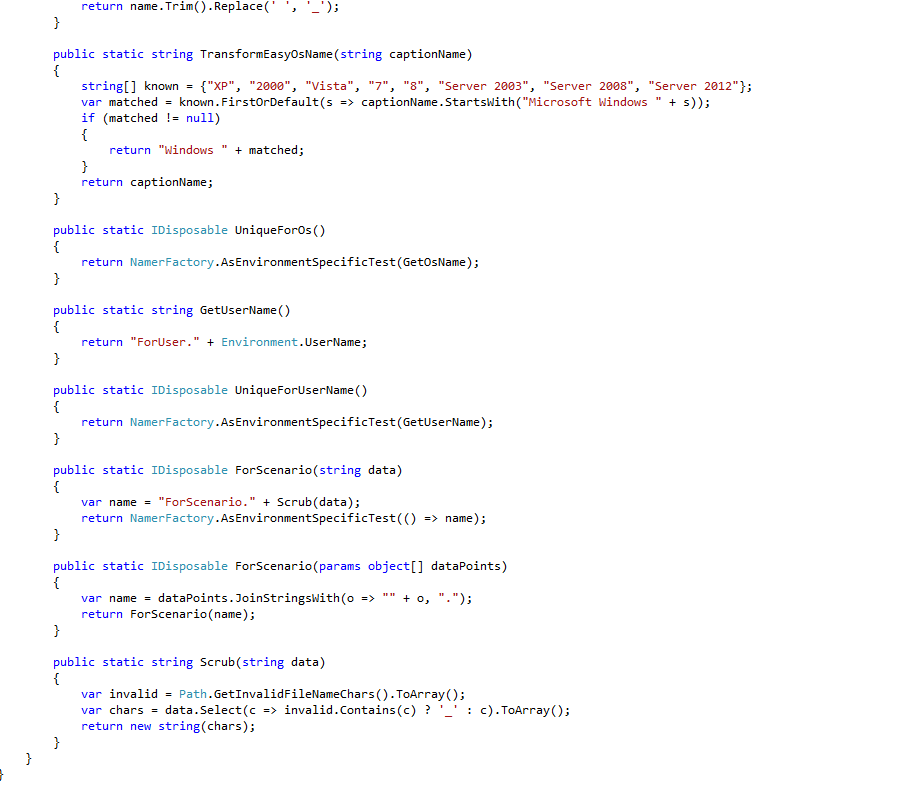 return name.Trim().Replace(' ', '_');
}
public static string TransformEasyOsName(string captionName)
{
string[] known = {"XP", "2000", "Vista", "7", "8", "Server 2003", "Server 2008", "Server 2012"};
var matched = known.FirstOrDefault(s => captionName.StartsWith("Microsoft Windows " + s));
if (matched != null)
{
return "Windows " + matched;
}
return captionName;
}
public static IDisposable UniqueForOs()
{
return NamerFactory.AsEnvironmentSpecificTest(GetOsName);
}
public static string GetUserName()
{
return "ForUser." + Environment.UserName;
}
public static IDisposable UniqueForUserName()
{
return NamerFactory.AsEnvironmentSpecificTest(GetUserName);
}
public static IDisposable ForScenario(string data)
{
var name = "ForScenario." + Scrub(data);
return NamerFactory.AsEnvironmentSpecificTest(() => name);
}
public static IDisposable ForScenario(params object[] dataPoints)
{
var name = dataPoints.JoinStringsWith(o => "" + o, ".");
return ForScenario(name);
}
public static string Scrub(string data)
{
var invalid = Path.GetInvalidFileNameChars().ToArray();
var chars = data.Select(c => invalid.Contains(c) ? '_' : c).ToArray();
return new string(chars);
}
}
}